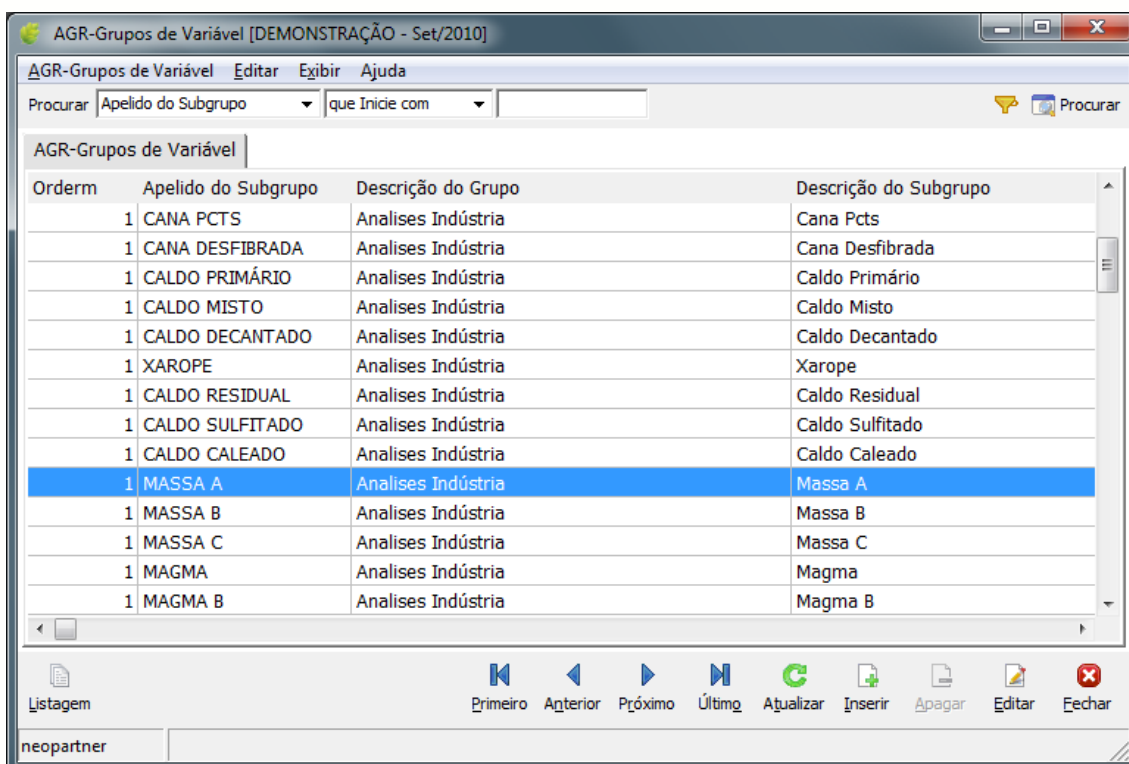 AGR-Grupos de Variável [DEMONSTRAÇÃO - Set/2010]
AGR-Grupos de Variável Editar Exibir Ajuda
Procurar Apelido do Subgrupo que Inicie com Procurar
AGR-Grupos de Variável
Orderm Apelido do Subgrupo Descrição do Grupo Descrição do Subgrupo
1 CANA PCTS Analises Indústria Cana Pcts
1 CANA DESFIBRADA Analises Indústria Cana Desfibrada
1 CALDO PRIMÁRIO Analises Indústria Caldo Primário
1 CALDO MISTO Analises Indústria Caldo Misto
1 CALDO DECANTADO Analises Indústria Caldo Decantado
1 XAROPE Analises Indústria Xarope
1 CALDO RESIDUAL Analises Indústria Caldo Residual
1 CALDO SULFITADO Analises Indústria Caldo Sulfitado
1 CALDO CALEADO Analises Indústria Caldo Caleado
1 MASSA A Analises Indústria Massa A
1 MASSA B Analises Indústria Massa B
1 MASSA C Analises Indústria Massa C
1 MAGMA Analises Indústria Magma
1 MAGMA B Analises Indústria Magma B
Listagem Primeiro Anterior Próximo Último Atualizar Inserir Apagar Editar Fechar
neopartner